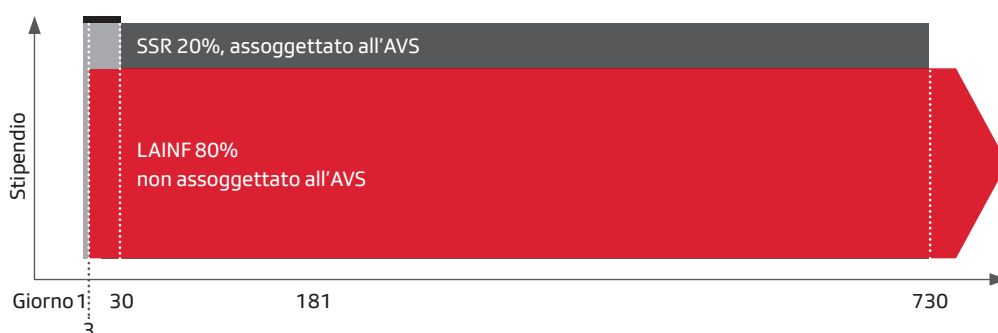 SSR 20%, assoggettato all'AVS
Stipendio
LAINF 80%
non assoggettato all'AVS
Giorno 1 30 181 730
3